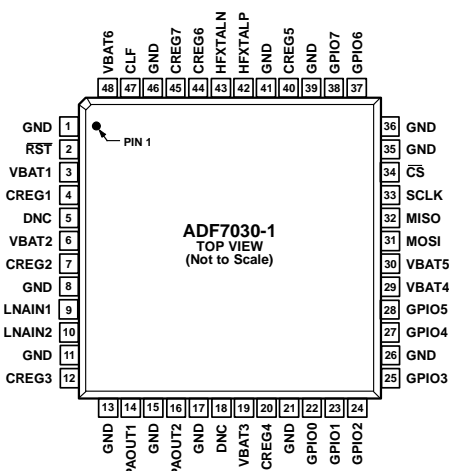 VBAT6
CLF
GND
CREG7
CREG6
HFXTALN
HFXTALP
GND
CREG5
GND
GPIO7
GPIO6
48 47 46 45 44 43 42 41 40 39 38 37
GND 1
RST 2
VBAT1 3
CREG1 4
DNC 5
VBAT2 6
CREG2 7
GND 8
LNAIN1 9
LNAIN2 10
GND 11
CREG3 12
PIN 1
ADF7030-1
TOP VIEW
(Not to Scale)
36 GND
35 GND
34 CS
33 SCLK
32 MISO
31 MOSI
30 VBAT5
29 VBAT4
28 GPIO5
27 GPIO4
26 GND
25 GPIO3
13 14 15 16 17 18 19 20 21 22 23 24
GND
PAOUT1
GND
PAOUT2
GND
DNC
VBAT3
CREG4
GND
GPIO0
GPIO1
GPIO2